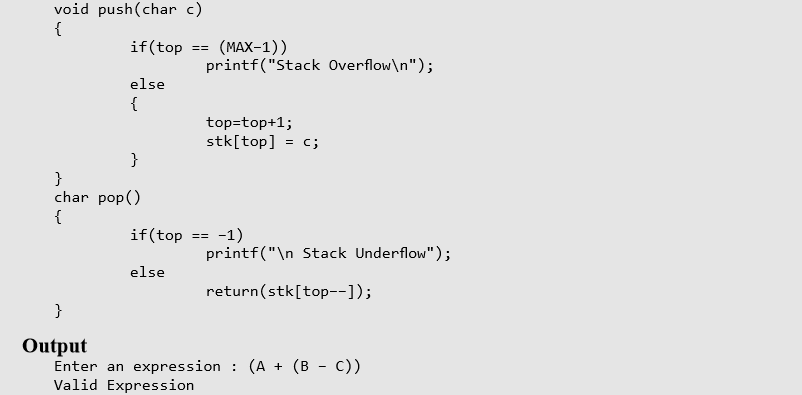 void push(char c)
{
if(top == (MAX−1))
printf("Stack Overflow\n");
else
{
top=top+1;
stk[top] = c;
}
}
char pop()
{
if(top == −1)
printf("\n Stack Underflow");
else
return(stk[top−−]);
}
Output
Enter an expression : (A + (B − C))
Valid Expression